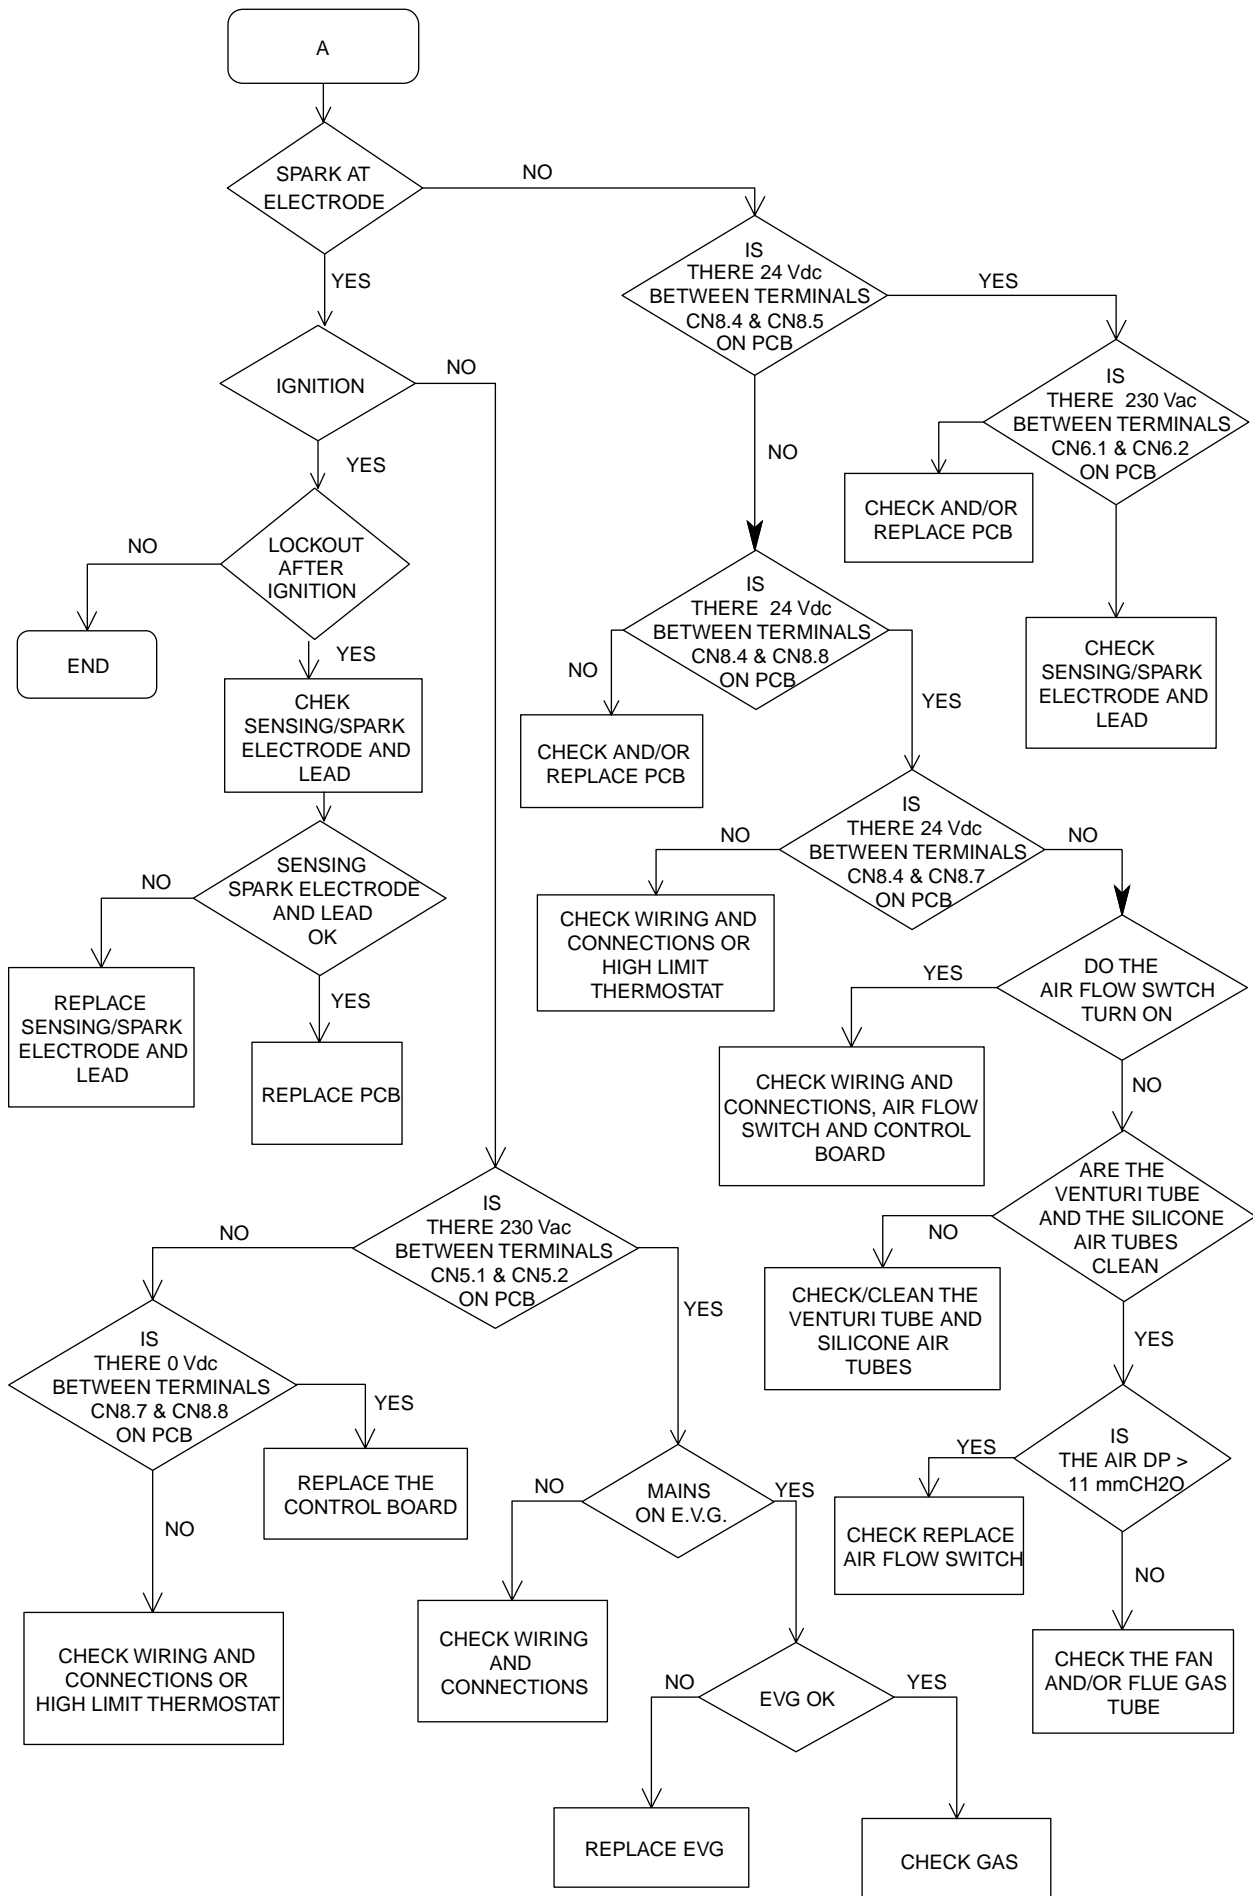 A
SPARK AT
ELECTRODE
NO
YES
IS
THERE 24 Vdc
BETWEEN TERMINALS
CN8.4 & CN8.5
ON PCB
YES
NO
IGNITION
NO
YES
IS
THERE 230 Vac
BETWEEN TERMINALS
CN6.1 & CN6.2
ON PCB
CHECK AND/OR
REPLACE PCB
CHECK
SENSING/SPARK
ELECTRODE AND
LEAD
LOCKOUT
AFTER
IGNITION
NO
END
YES
CHEK
SENSING/SPARK
ELECTRODE AND
LEAD
IS
THERE 24 Vdc
BETWEEN TERMINALS
CN8.4 & CN8.8
ON PCB
NO
YES
CHECK AND/OR
REPLACE PCB
SENSING
SPARK ELECTRODE
AND LEAD
OK
NO
YES
REPLACE
SENSING/SPARK
ELECTRODE AND
LEAD
REPLACE PCB
IS
THERE 24 Vdc
BETWEEN TERMINALS
CN8.4 & CN8.7
ON PCB
NO
NO
CHECK WIRING AND
CONNECTIONS OR
HIGH LIMIT
THERMOSTAT
DO THE
AIR FLOW SWTCH
TURN ON
YES
NO
CHECK WIRING AND
CONNECTIONS, AIR FLOW
SWITCH AND CONTROL
BOARD
ARE THE
VENTURI TUBE
AND THE SILICONE
AIR TUBES
CLEAN
NO
YES
CHECK/CLEAN THE
VENTURI TUBE AND
SILICONE AIR
TUBES
IS
THERE 230 Vac
BETWEEN TERMINALS
CN5.1 & CN5.2
ON PCB
NO
YES
IS
THERE 0 Vdc
BETWEEN TERMINALS
CN8.7 & CN8.8
ON PCB
YES
NO
REPLACE THE
CONTROL BOARD
CHECK WIRING AND
CONNECTIONS OR
HIGH LIMIT THERMOSTAT
MAINS
ON E.V.G.
NO
YES
CHECK WIRING
AND
CONNECTIONS
IS
THE AIR DP >
11 mmCH2O
YES
NO
CHECK REPLACE
AIR FLOW SWITCH
CHECK THE FAN
AND/OR FLUE GAS
TUBE
EVG OK
NO
YES
REPLACE EVG
CHECK GAS